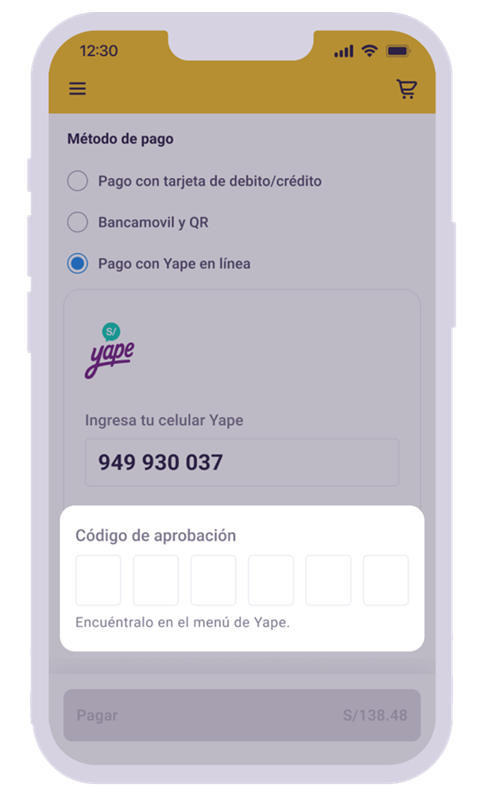 12:30
Método de pago
Pago con tarjeta de debito/crédito
Bancamovil y QR
Pago con Yape en línea
S/
yape
Ingresa tu celular Yape
949 930 037
Código de aprobación
Encuéntralo en el menú de Yape.
Pagar S/138.48